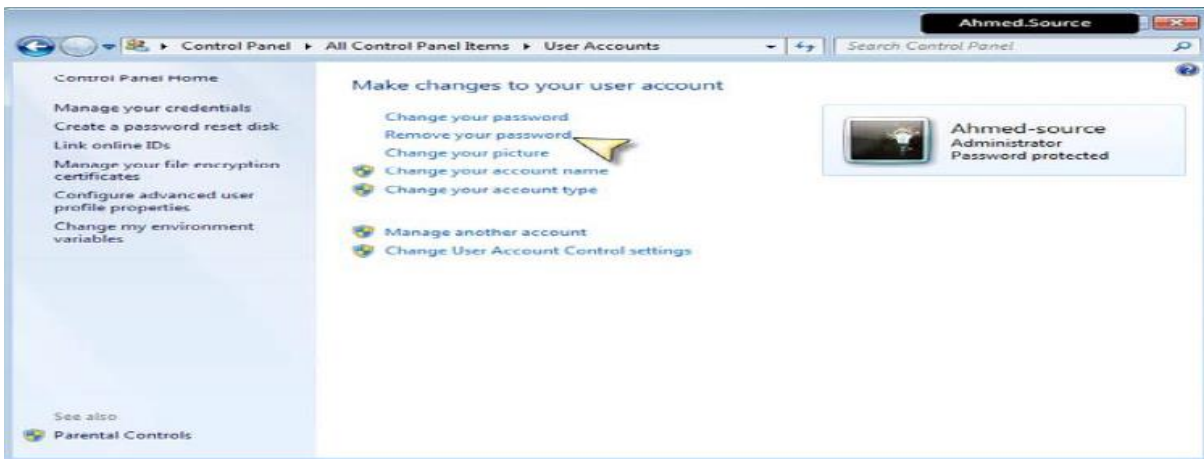 Ahmed.Source
Control Panel
All Control Panel Items
User Accounts
Search Control Panel
Control Panel Home
Manage your credentials
Create a password reset disk
Link online IDs
Manage your file encryption
certificates
Configure advanced user
profile properties
Change my environment
variables
See also
Parental Controls
Make changes to your user account
Change your password
Remove your password
Change your picture
Change your account name
Change your account type
Manage another account
Change User Account Control settings
Ahmed-source
Administrator
Password protected